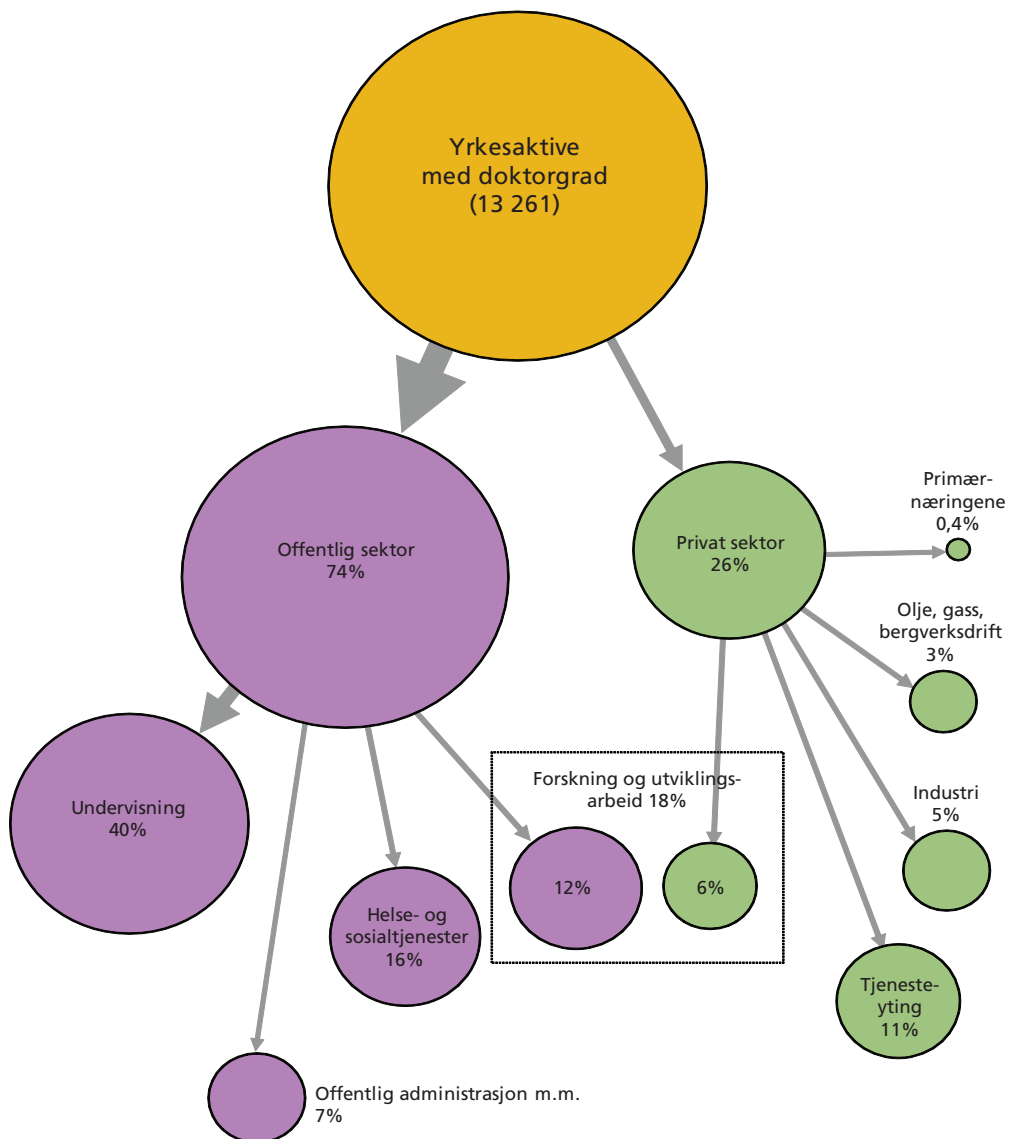 Yrkesaktive
med doktorgrad
(13 261)
Offentlig sektor
74%
Privat sektor
26%
Primær-
næringene
0,4%
Olje, gass,
bergverksdrift
3%
Industri
5%
Tjeneste-
yting
11%
Forskning og utviklings-
arbeid 18%
12%
6%
Undervisning
40%
Helse- og
sosialtjenester
16%
Offentlig administrasjon m.m.
7%